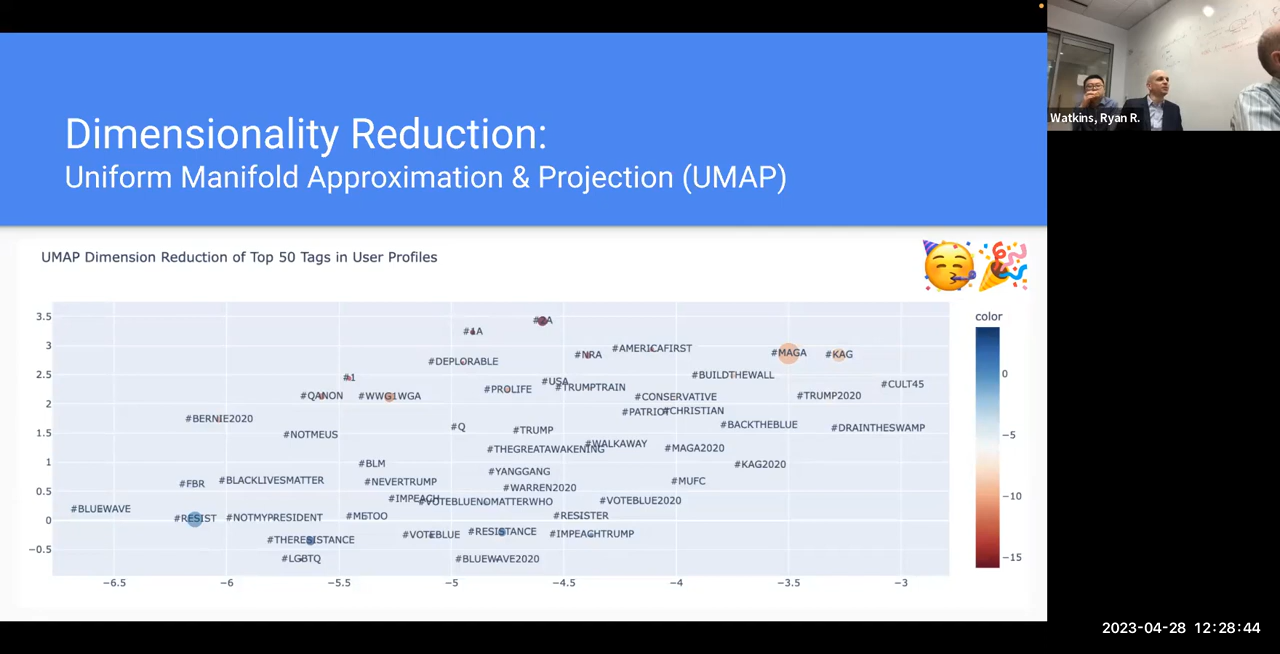 Dimensionality Reduction:
Uniform Manifold Approximation & Projection (UMAP)
Watkins, Ryan R.
UMAP Dimension Reduction of Top 50 Tags in User Profiles
color
3.5
3
2.5
2
1.5
1
0.5
0
−0.5
#2A
#1A
#AMERICAFIRST
#NRA
#MAGA
#KAG
#DEPLORABLE
#1
#BUILDTHEWALL
#USA
#CULT45
#PROLIFE
#TRUMPTRAIN
#QANON
#WWG1WGA
#CONSERVATIVE
#TRUMP2020
#PATRIOT
#CHRISTIAN
#BERNIE2020
#BACKTHEBLUE
#Q
#TRUMP
#DRAINTHESWAMP
#NOTMEUS
#WALKAWAY
#THEGREATAWAKENING
#MAGA2020
#BLM
#KAG2020
#YANGGANG
#BLACKLIVESMATTER
#NEVERTRUMP
#MUFC
#FBR
#WARREN2020
#IMPEACH
#VOTEBLUENOMATTERWHO
#VOTEBLUE2020
#BLUEWAVE
#RESIST
#NOTMYPRESIDENT
#METOO
#RESISTER
#THERESISTANCE
#VOTEBLUE
#RESISTANCE
#IMPEACHTRUMP
#LGBTQ
#BLUEWAVE2020
−6.5
−6
−5.5
−5
−4.5
−4
−3.5
−3
0
−5
−10
−15
2023-04-28 12:28:44